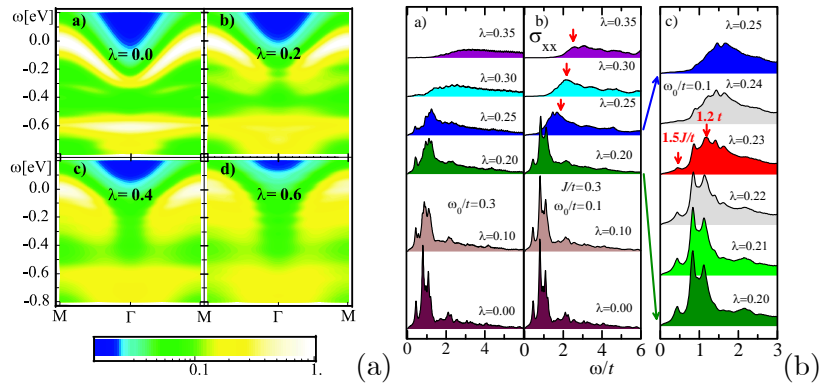 ω[eV]
a)
b)
λ= 0.0
λ= 0.2
0.0
-0.2
-0.4
-0.6
ω[eV]
c)
d)
λ= 0.4
λ= 0.6
0.0
-0.2
-0.4
-0.6
-0.8
M
Γ
M
Γ
M
0.1
1.
(a)
a)
λ=0.35
λ=0.30
λ=0.25
λ=0.20
ω₀/t=0.3
λ=0.10
λ=0.00
0
2
4
b)
λ=0.35
σxx
λ=0.30
λ=0.25
λ=0.20
J/t=0.3
ω₀/t=0.1
λ=0.10
λ=0.00
0
2
4
6
ω/t
c)
λ=0.25
ω₀/t=0.1
λ=0.24
1.2 t
1.5J/t
λ=0.23
λ=0.22
λ=0.21
λ=0.20
0
1
2
3
(b)